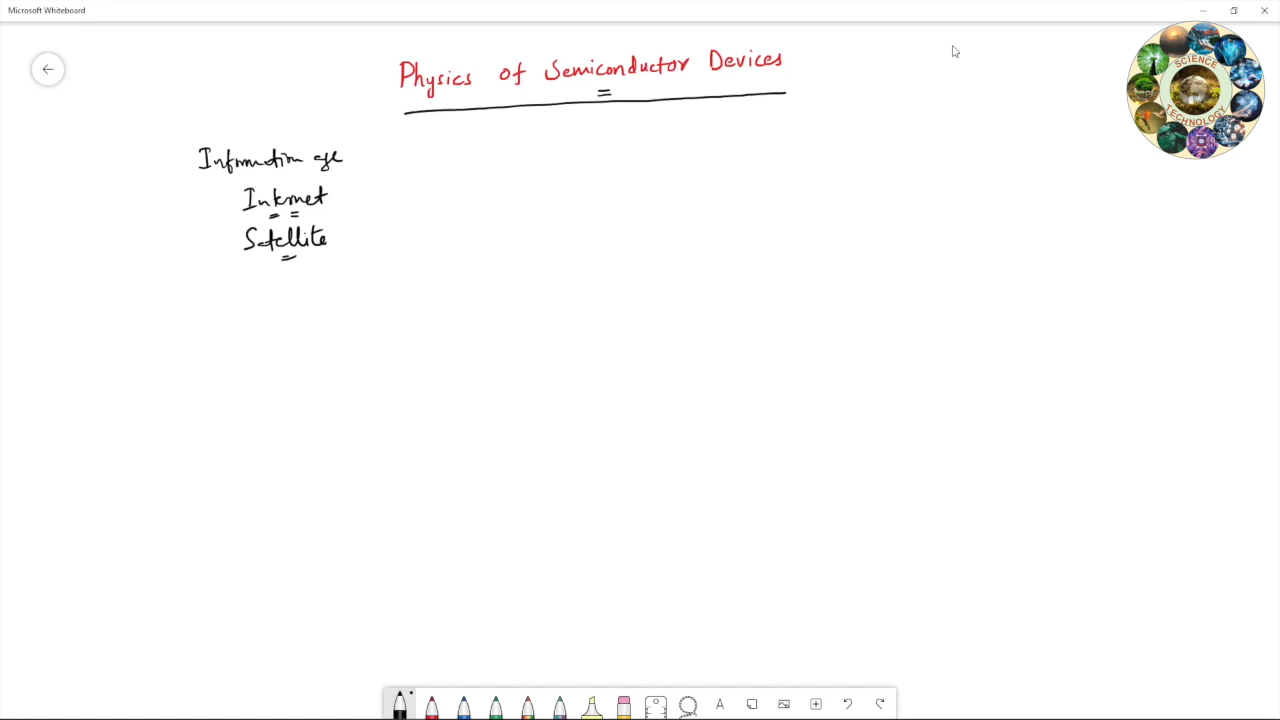 Microsoft Whiteboard
Physics of Semiconductor Devices
SCIENCE
TECHNOLOGY
Information age
Internet
Satellite
A